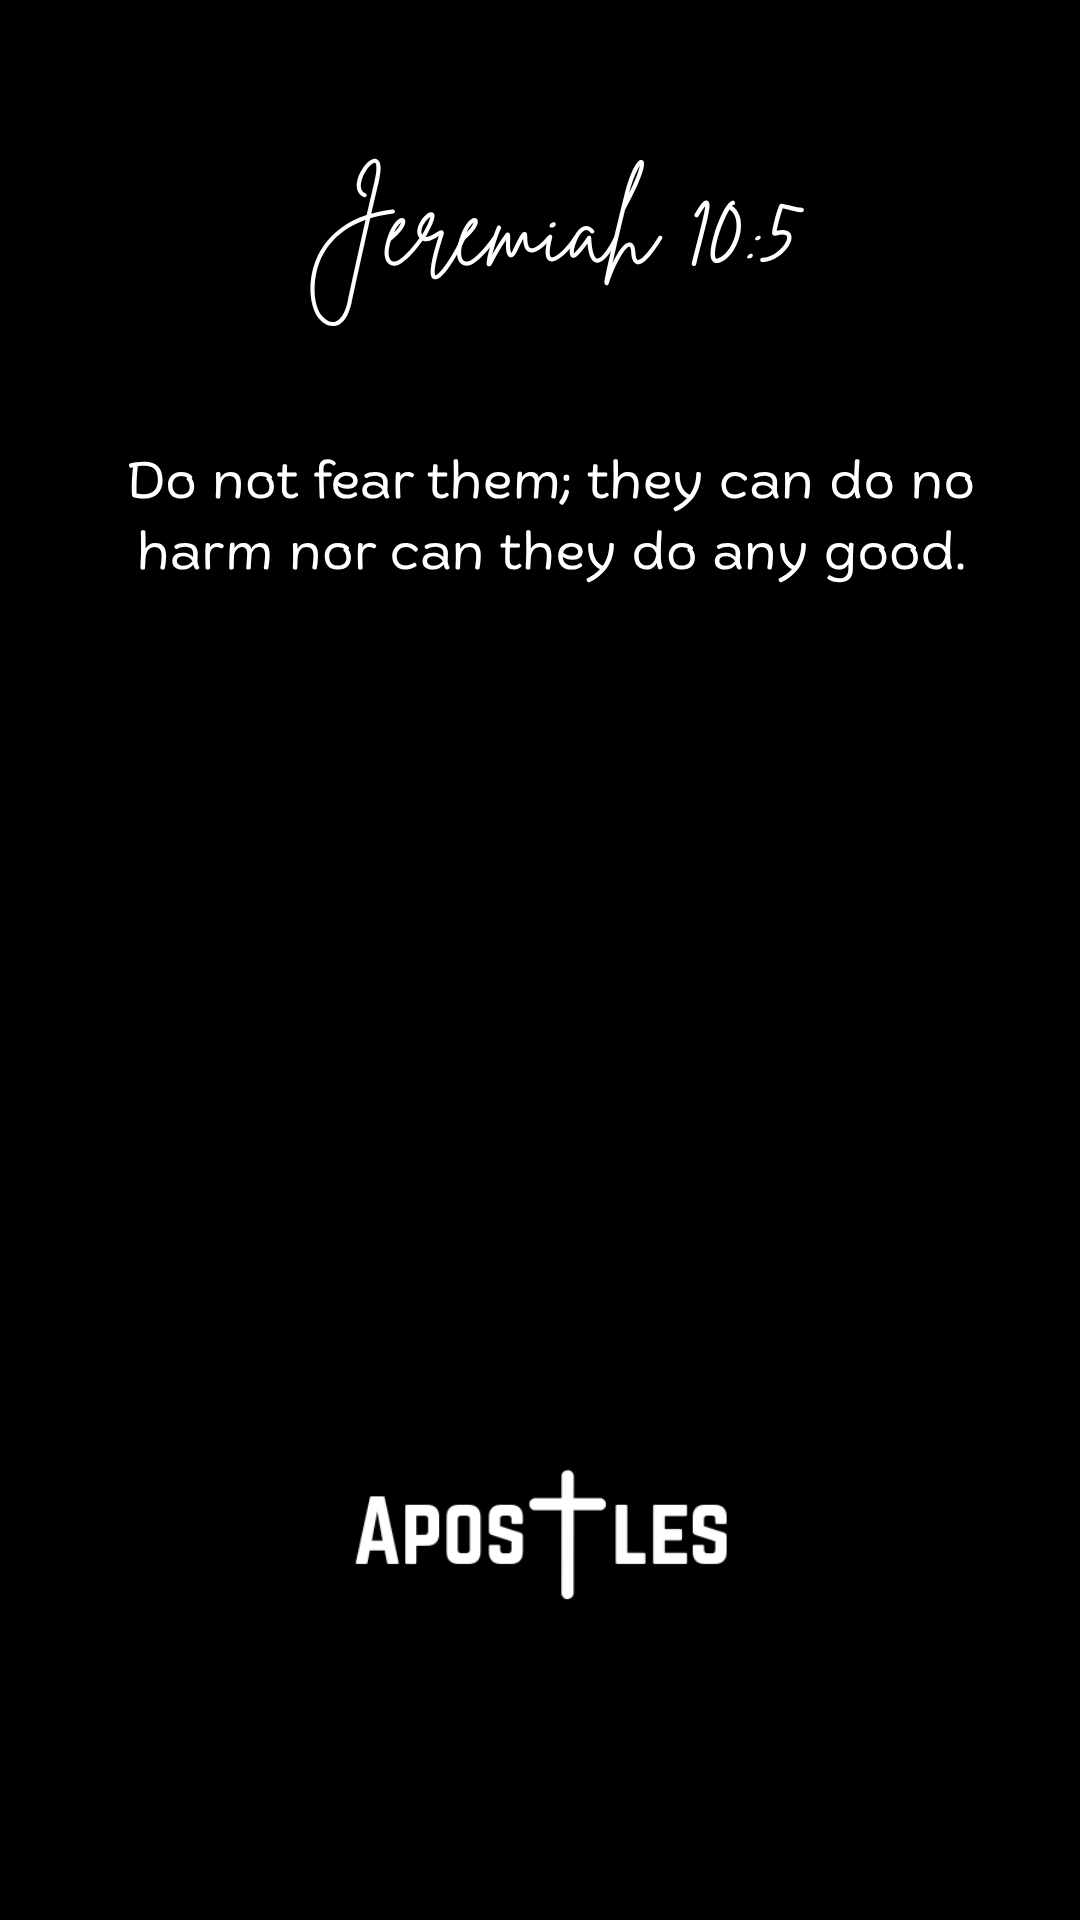 Jeremiah 10:5
Do not fear them; they can do no
harm nor can they do any good.
APOSTLES